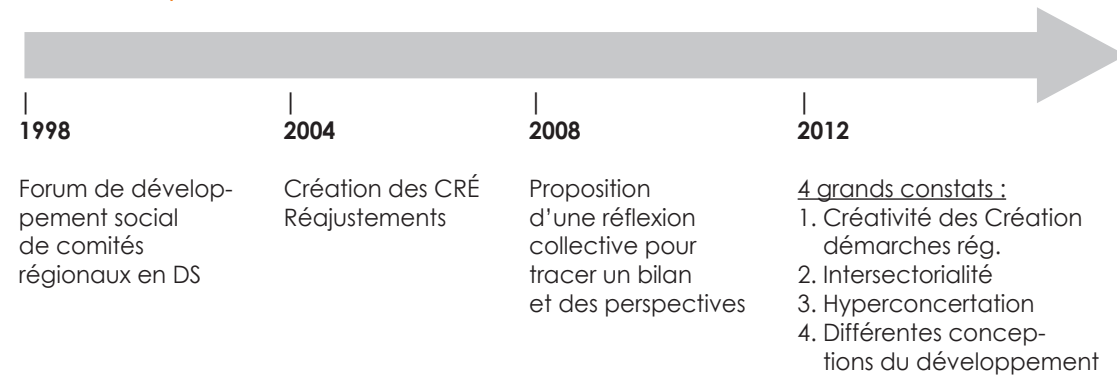 1998
Forum de dévelop-
pement social
de comités
régionaux en DS
2004
Création des CRÉ
Réajustements
2008
Proposition
d’une réflexion
collective pour
tracer un bilan
et des perspectives
2012
4 grands constats :
1. Créativité des Création
démarches rég.
2. Intersectorialité
3. Hyperconcertation
4. Différentes concep-
tions du développement